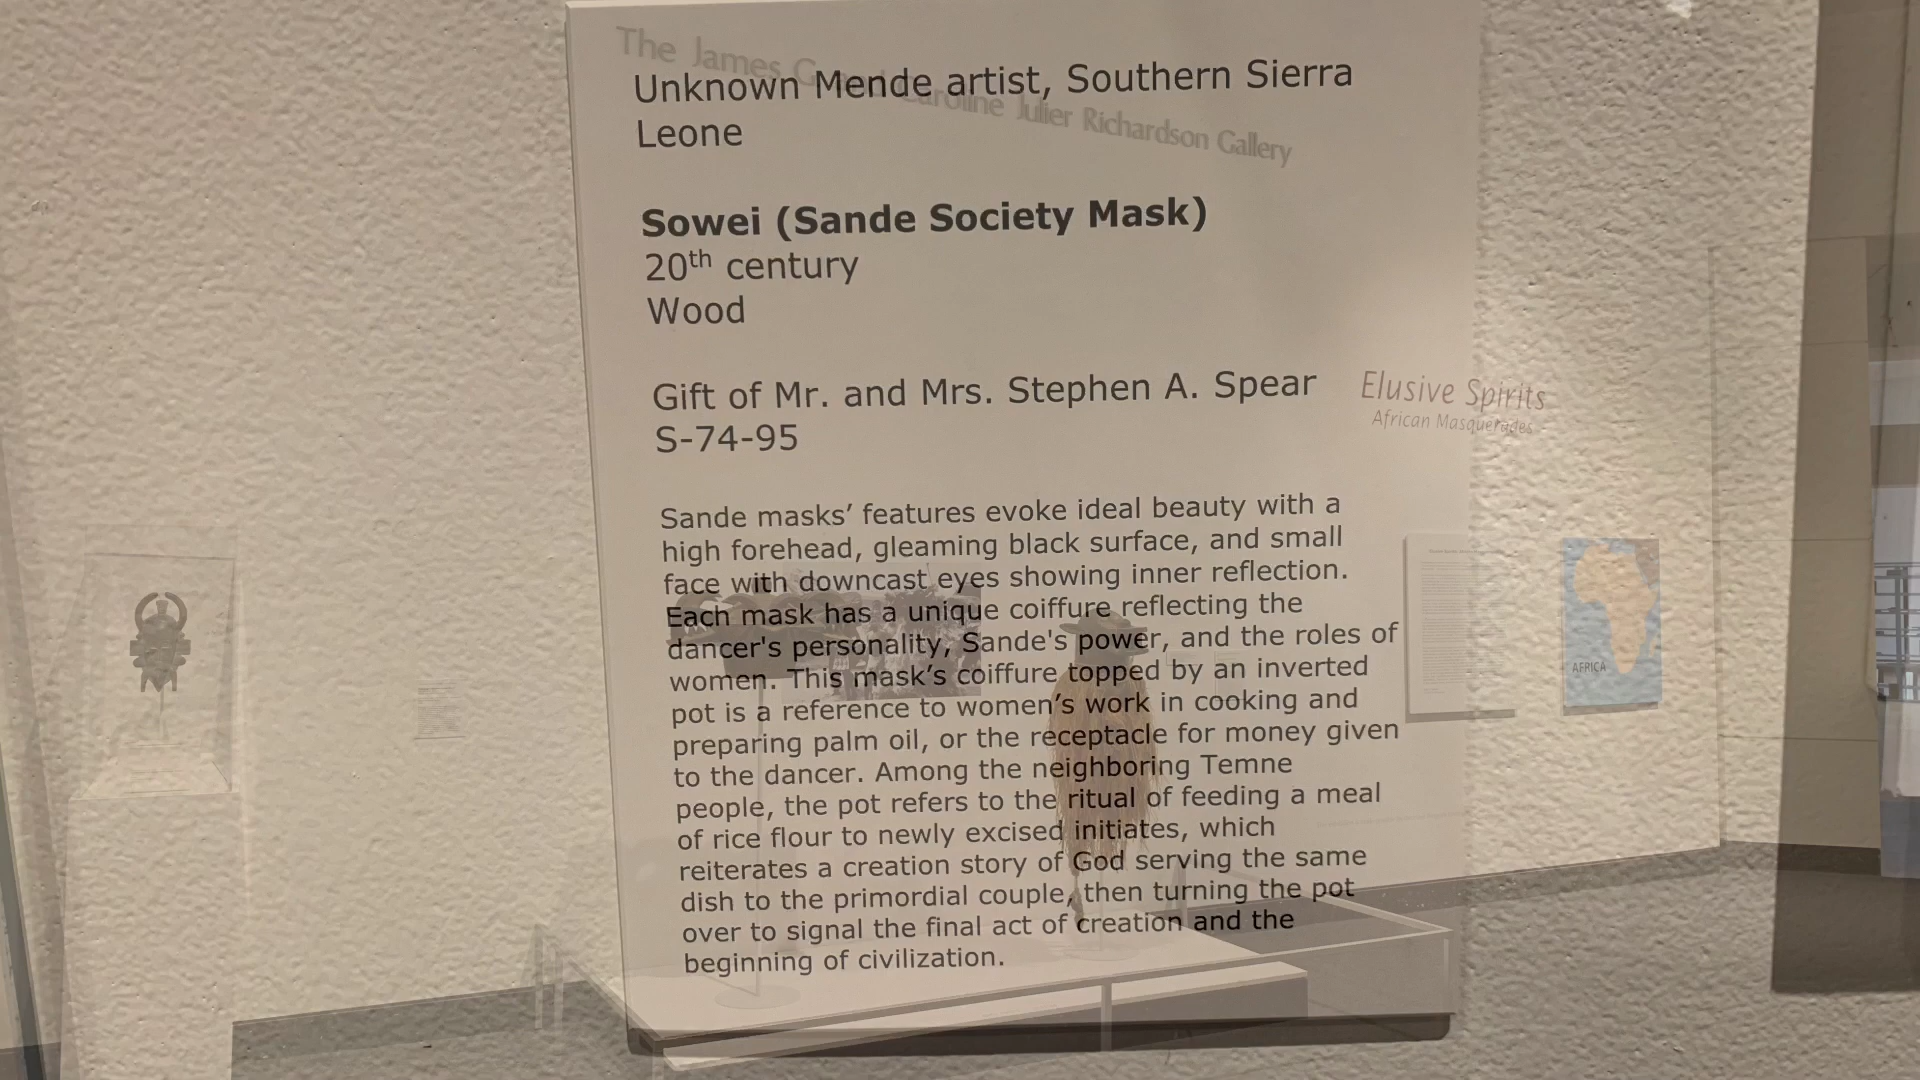 The James G. and Caroline Julier Richardson Gallery
Unknown Mende artist, Southern Sierra
Leone
Sowei (Sande Society Mask)
20th century
Wood
Gift of Mr. and Mrs. Stephen A. Spear
S-74-95
Sande masks’ features evoke ideal beauty with a
high forehead, gleaming black surface, and small
face with downcast eyes showing inner reflection.
Each mask has a unique coiffure reflecting the
dancer's personality, Sande's power, and the roles of
women. This mask’s coiffure topped by an inverted
pot is a reference to women’s work in cooking and
preparing palm oil, or the receptacle for money given
to the dancer. Among the neighboring Temne
people, the pot refers to the ritual of feeding a meal
of rice flour to newly excised initiates, which
reiterates a creation story of God serving the same
dish to the primordial couple, then turning the pot
over to signal the final act of creation and the
beginning of civilization.
Elusive Spirits
African Masquerades
AFRICA